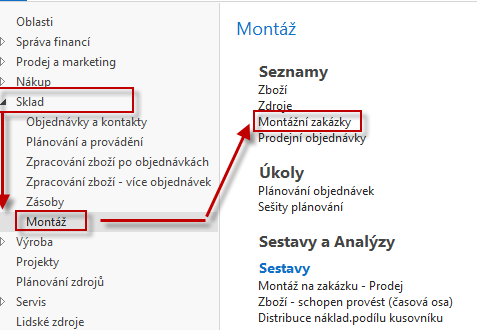 Oblasti
Správa financí
Prodej a marketing
Nákup
Sklad
Objednávky a kontakty
Plánování a provádění
Zpracování zboží po objednávkách
Zpracování zboží - více objednávek
Zásoby
Montáž
Výroba
Projekty
Plánování zdrojů
Servis
Lidské zdroje
Montáž
Seznamy
Zboží
Zdroje
Montážní zakázky
Prodejní objednávky
Úkoly
Plánování objednávek
Sešity plánování
Sestavy a Analýzy
Sestavy
Montáž na zakázku - Prodej
Zboží - schopen provést (časová osa)
Distribuce náklad.podílu kusovníku